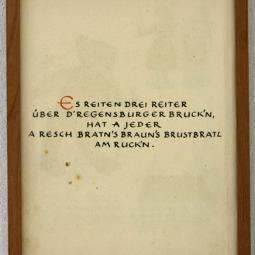 ES REITEN DREI REITER
ÜBER D'REGENSBURGER BRUCK'N,
HAT A JEDER
A RESCH BRATN'S BRAUN'S BRUSTBRATL
AM RUCK'N.